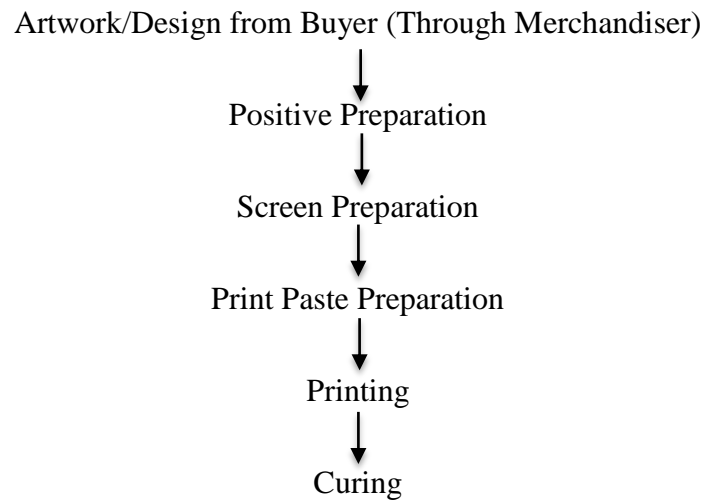 Artwork/Design from Buyer (Through Merchandiser)
Positive Preparation
Screen Preparation
Print Paste Preparation
Printing
Curing